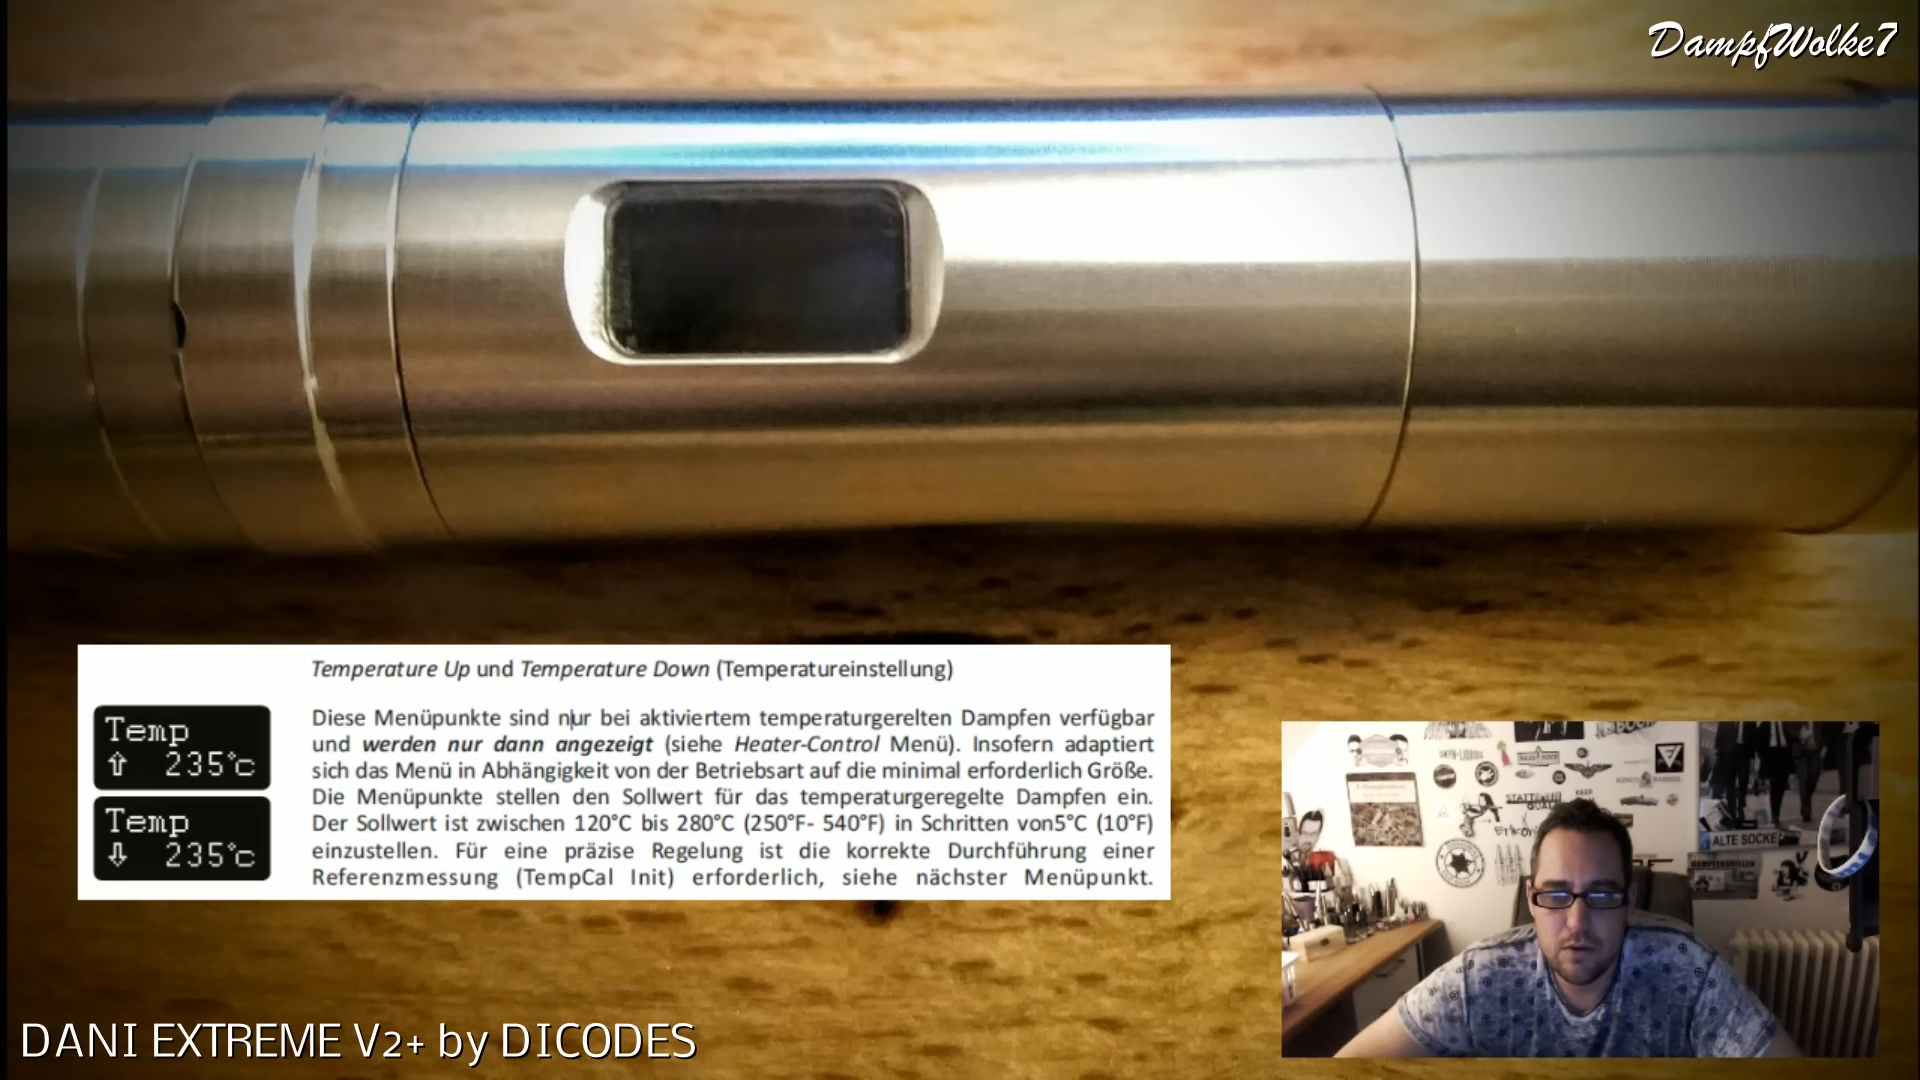 DampfWolke7
Temperature Up und Temperature Down (Temperatureinstellung)
Temp
⇧ 235°c
Temp
⇩ 235°c
Diese Menüpunkte sind nur bei aktiviertem temperaturgerelten Dampfen verfügbar
und werden nur dann angezeigt (siehe Heater-Control Menü). Insofern adaptiert
sich das Menü in Abhängigkeit von der Betriebsart auf die minimal erforderlich Größe.
Die Menüpunkte stellen den Sollwert für das temperaturgeregelte Dampfen ein.
Der Sollwert ist zwischen 120°C bis 280°C (250°F- 540°F) in Schritten von5°C (10°F)
einzustellen. Für eine präzise Regelung ist die korrekte Durchführung einer
Referenzmessung (TempCal Init) erforderlich, siehe nächster Menüpunkt.
ALTE SOCKE
DANI EXTREME V2+ by DICODES